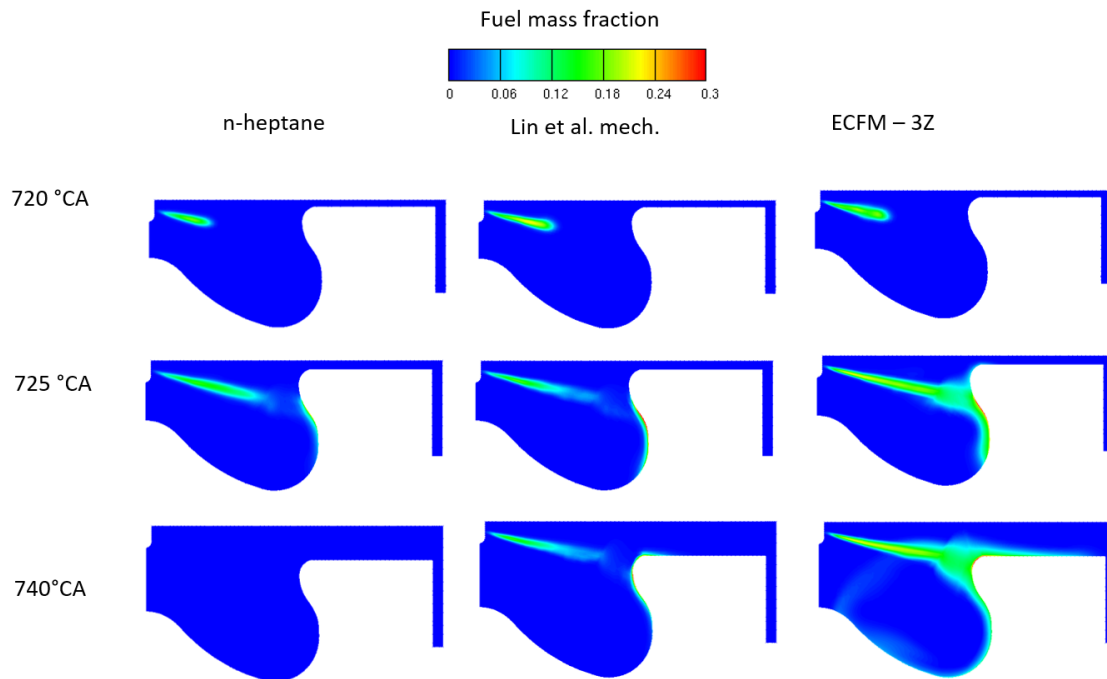 Fuel mass fraction
0 0.06 0.12 0.18 0.24 0.3
n-heptane Lin et al. mech. ECFM – 3Z
720 °CA
725 °CA
740°CA